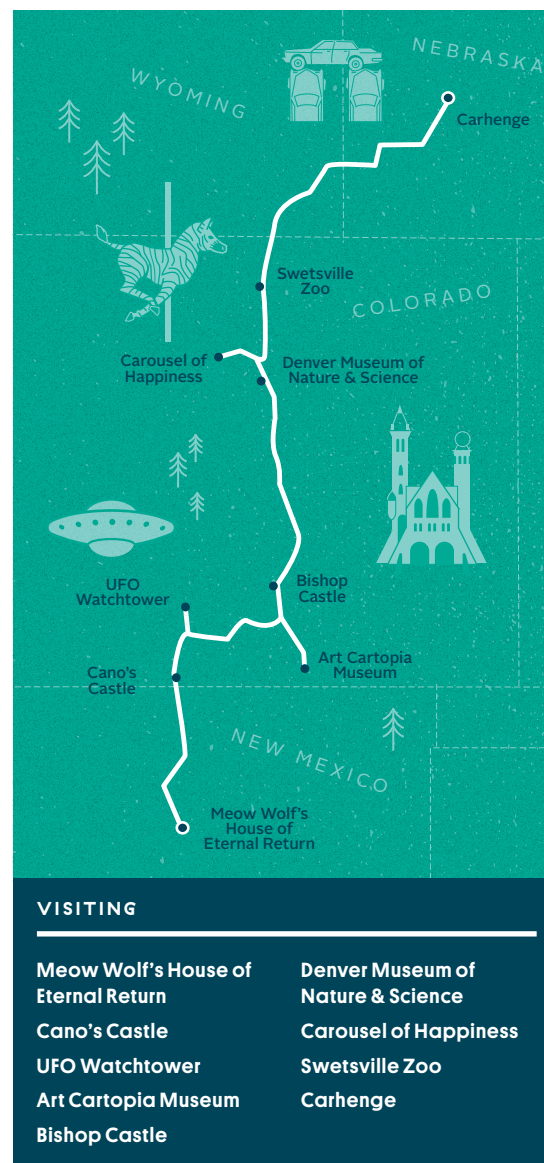 WYOMING
NEBRASKA
Carhenge
Swetsville
Zoo
COLORADO
Carousel of
Happiness
Denver Museum of
Nature & Science
UFO
Watchtower
Bishop
Castle
Art Cartopia
Museum
Cano's
Castle
NEW MEXICO
Meow Wolf's
House of
Eternal Return
VISITING
Meow Wolf's House of
Eternal Return
Cano's Castle
UFO Watchtower
Art Cartopia Museum
Bishop Castle
Denver Museum of
Nature & Science
Carousel of Happiness
Swetsville Zoo
Carhenge